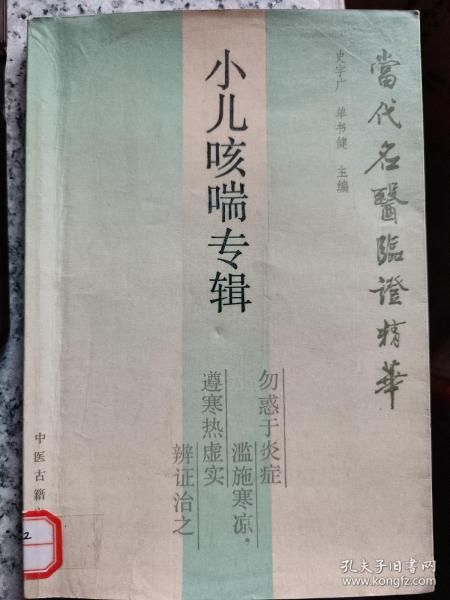 當代名醫臨證精華
史宇广 单书健 主编
小儿咳喘专辑
勿惑于炎症
滥施寒凉,
遵寒热虚实
辨证治之
中医古籍
2
孔夫子旧书网
www.kongfz.com